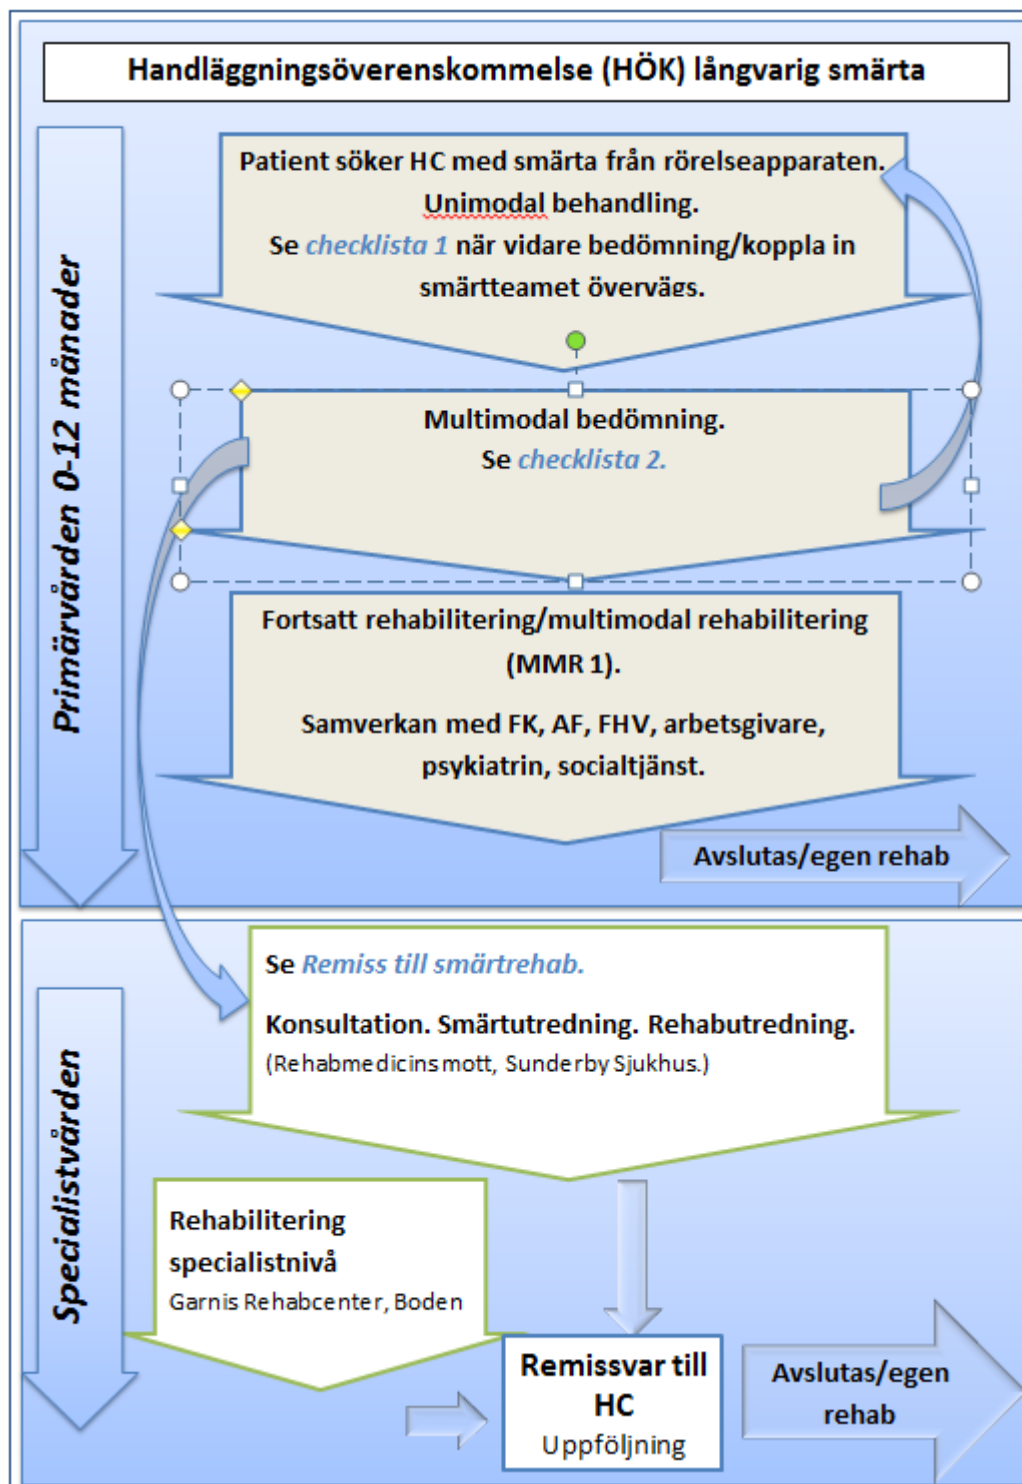 Handläggningsöverenskommelse (HÖK) långvarig smärta
Primärvården 0-12 månader
Patient söker HC med smärta från rörelseapparaten.
Unimodal behandling.
Se checklista 1 när vidare bedömning/koppla in
smärtteamet övervägs.
Multimodal bedömning.
Se checklista 2.
Fortsatt rehabilitering/multimodal rehabilitering
(MMR 1).
Samverkan med FK, AF, FHV, arbetsgivare,
psykiatrin, socialtjänst.
Avslutas/egen rehab
Specialistvården
Se Remiss till smärtrehab.
Konsultation. Smärtutredning. Rehabutredning.
(Rehabmedicinsmott, Sunderby Sjukhus.)
Rehabilitering
specialistnivå
Garnis Rehabcenter, Boden
Remissvar till
HC
Uppföljning
Avslutas/egen
rehab